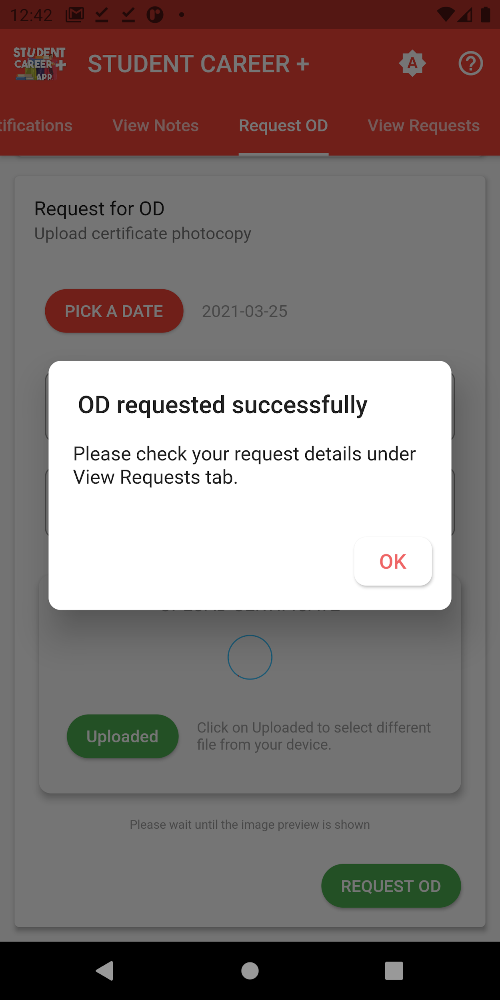 12:42
STUDENT
CAREER +
APP
STUDENT CAREER +
A
?
tifications
View Notes
Request OD
View Requests
Request for OD
Upload certificate photocopy
PICK A DATE
2021-03-25
OD requested successfully
Please check your request details under
View Requests tab.
OK
Uploaded
Click on Uploaded to select different
file from your device.
Please wait until the image preview is shown
REQUEST OD